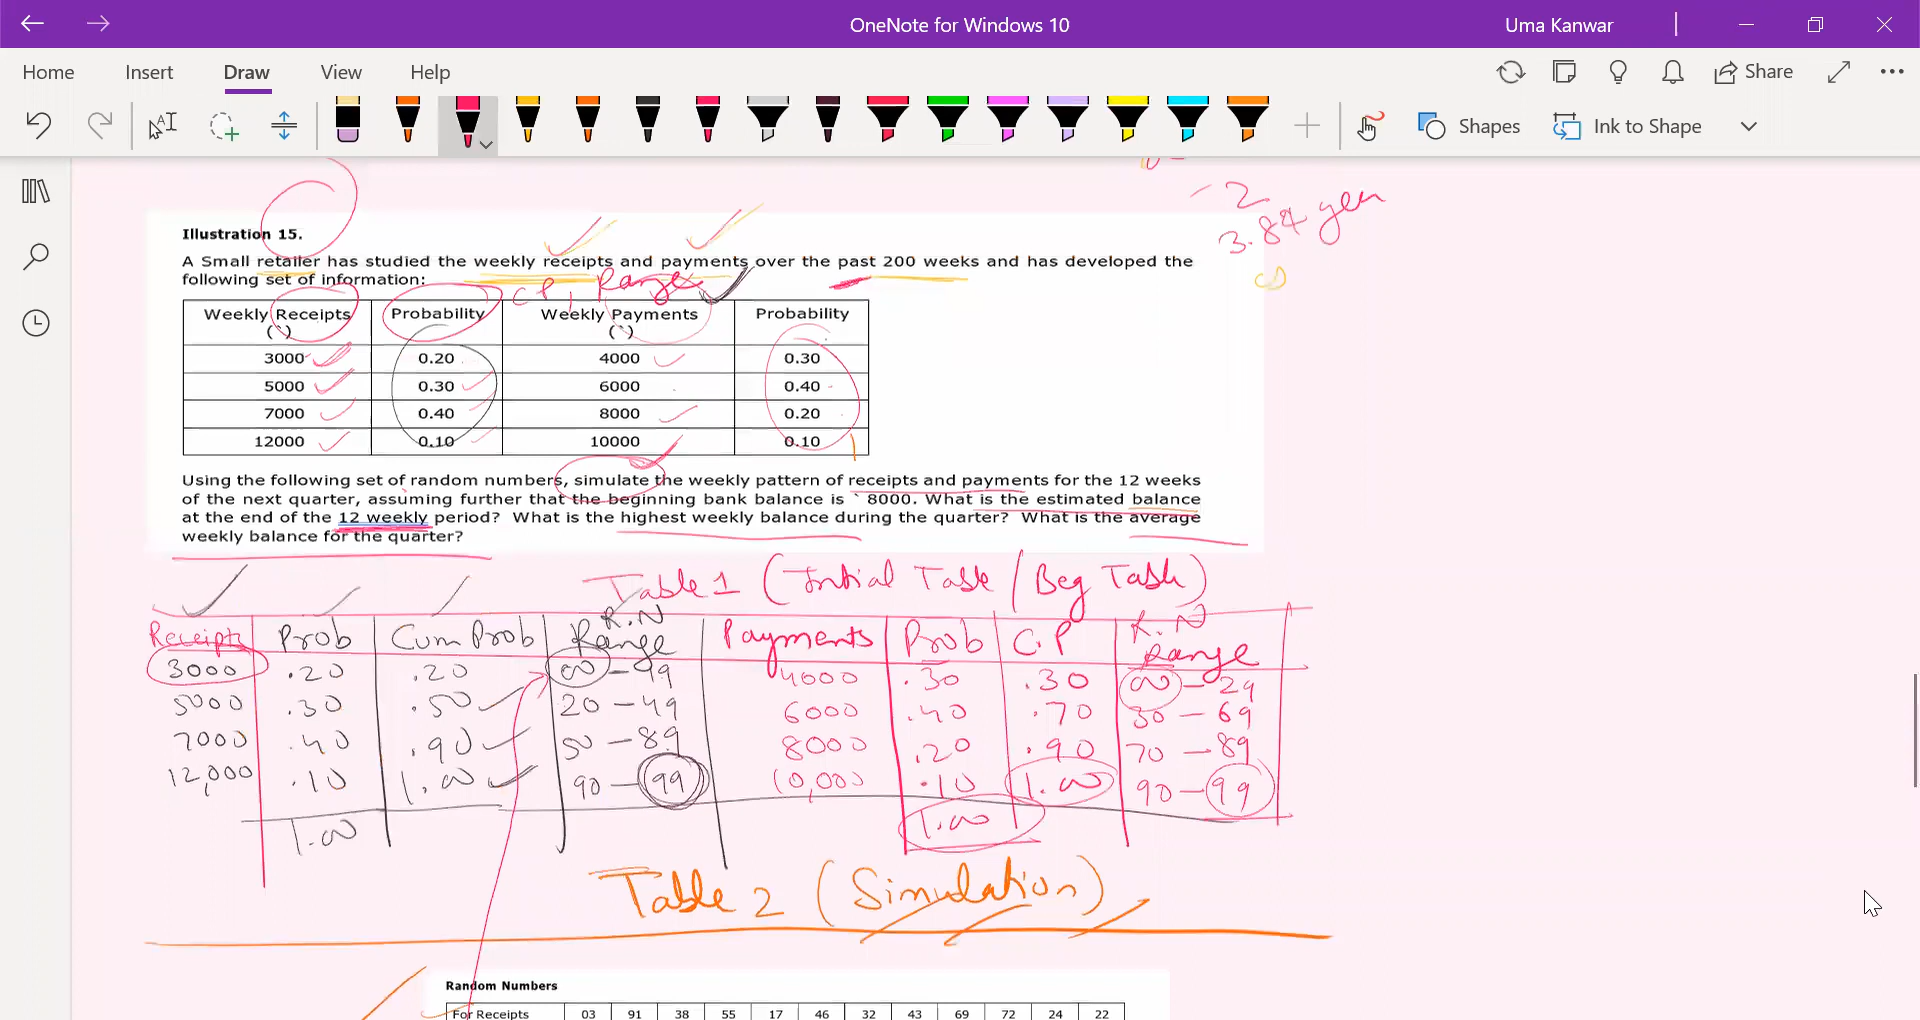 OneNote for Windows 10
Uma Kanwar
Home Insert Draw View Help
Share
Shapes Ink to Shape
- 2
3.84 year
Illustration 15.
A Small retailer has studied the weekly receipts and payments over the past 200 weeks and has developed the
following set of information:
C P, Range
Weekly Receipts (`) Probability Weekly Payments (`) Probability
3000 0.20 4000 0.30
5000 0.30 6000 0.40
7000 0.40 8000 0.20
12000 0.10 10000 0.10
Using the following set of random numbers, simulate the weekly pattern of receipts and payments for the 12 weeks
of the next quarter, assuming further that the beginning bank balance is ` 8000. What is the estimated balance
at the end of the 12 weekly period? What is the highest weekly balance during the quarter? What is the average
weekly balance for the quarter?
Table 1 (Initial Table / Beg Table)
Receipts Prob Cum Prob R.N Range Payments Prob C.P R.N Range
3000 .20 .20 00 - 99 4000 .30 .30 00 - 29
5000 .30 .50 20 - 49 6000 .40 .70 30 - 69
7000 .40 .90 50 - 89 8000 .20 .90 70 - 89
12,000 .10 1.00 90 - 99 10,000 .10 1.00 90 - 99
1.00 1.00
Table 2 (Simulation)
Random Numbers
For Receipts 03 91 38 55 17 46 32 43 69 72 24 22